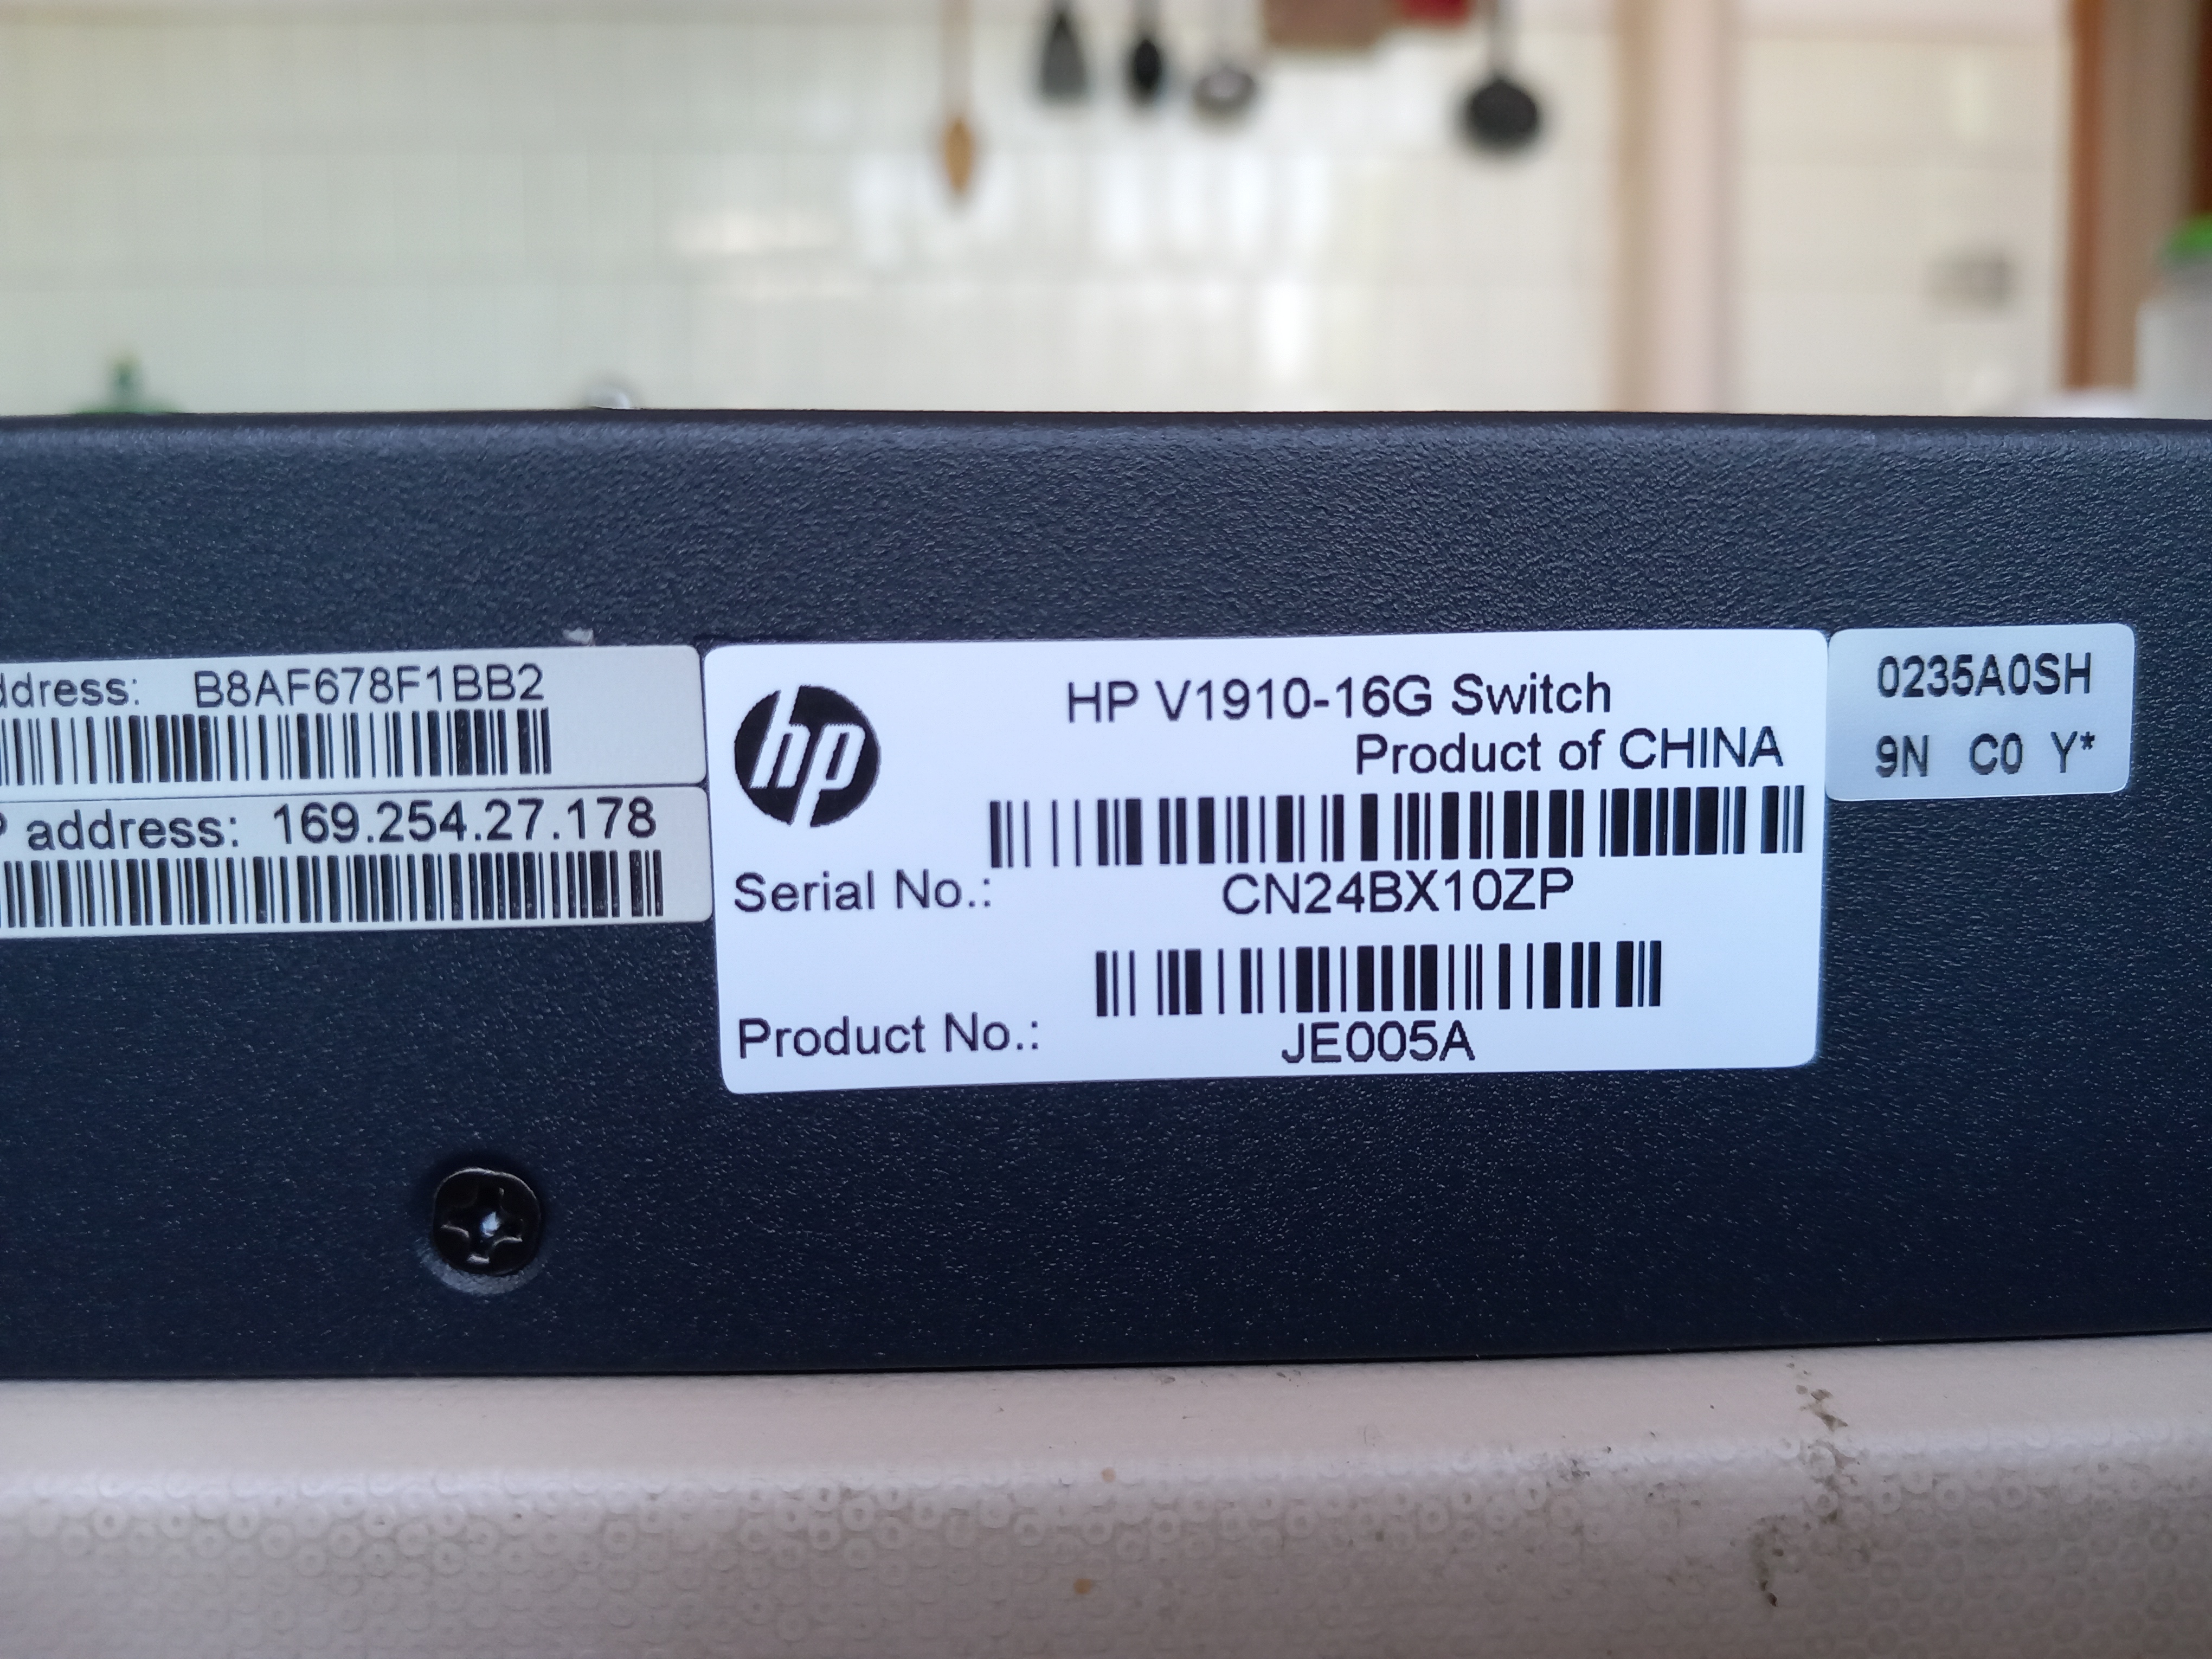 ddress: B8AF678F1BB2
P address: 169.254.27.178
hp
HP V1910-16G Switch
Product of CHINA
Serial No.: CN24BX10ZP
Product No.: JE005A
0235A0SH
9N C0 Y*